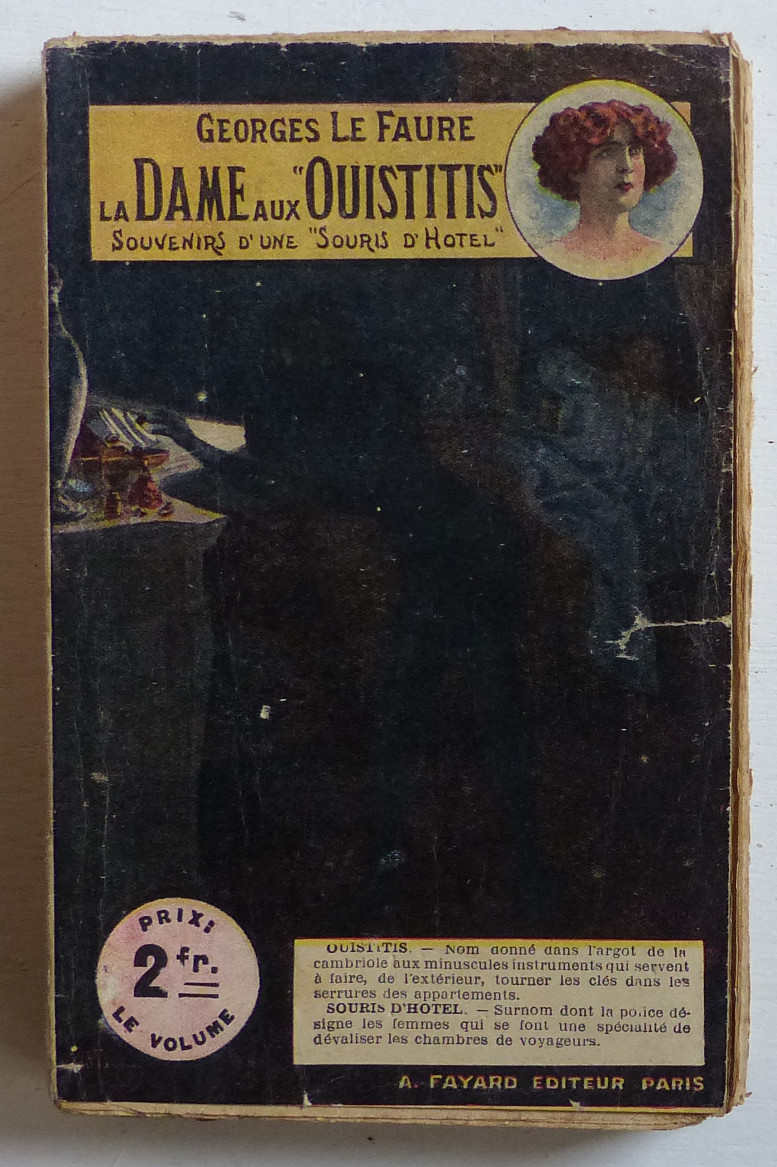 GEORGES LE FAURE
LA DAME AUX "OUISTITIS"
SOUVENIRS D'UNE "SOURIS D'HOTEL"
PRIX:
2 fr.
LE VOLUME
OUISTITIS. — Nom donné dans l'argot de la
cambriole aux minuscules instruments qui servent
à faire, de l'extérieur, tourner les clés dans les
serrures des appartements.
SOURIS D'HOTEL. — Surnom dont la police dé-
signe les femmes qui se font une spécialité de
dévaliser les chambres de voyageurs.
A. FAYARD EDITEUR PARIS